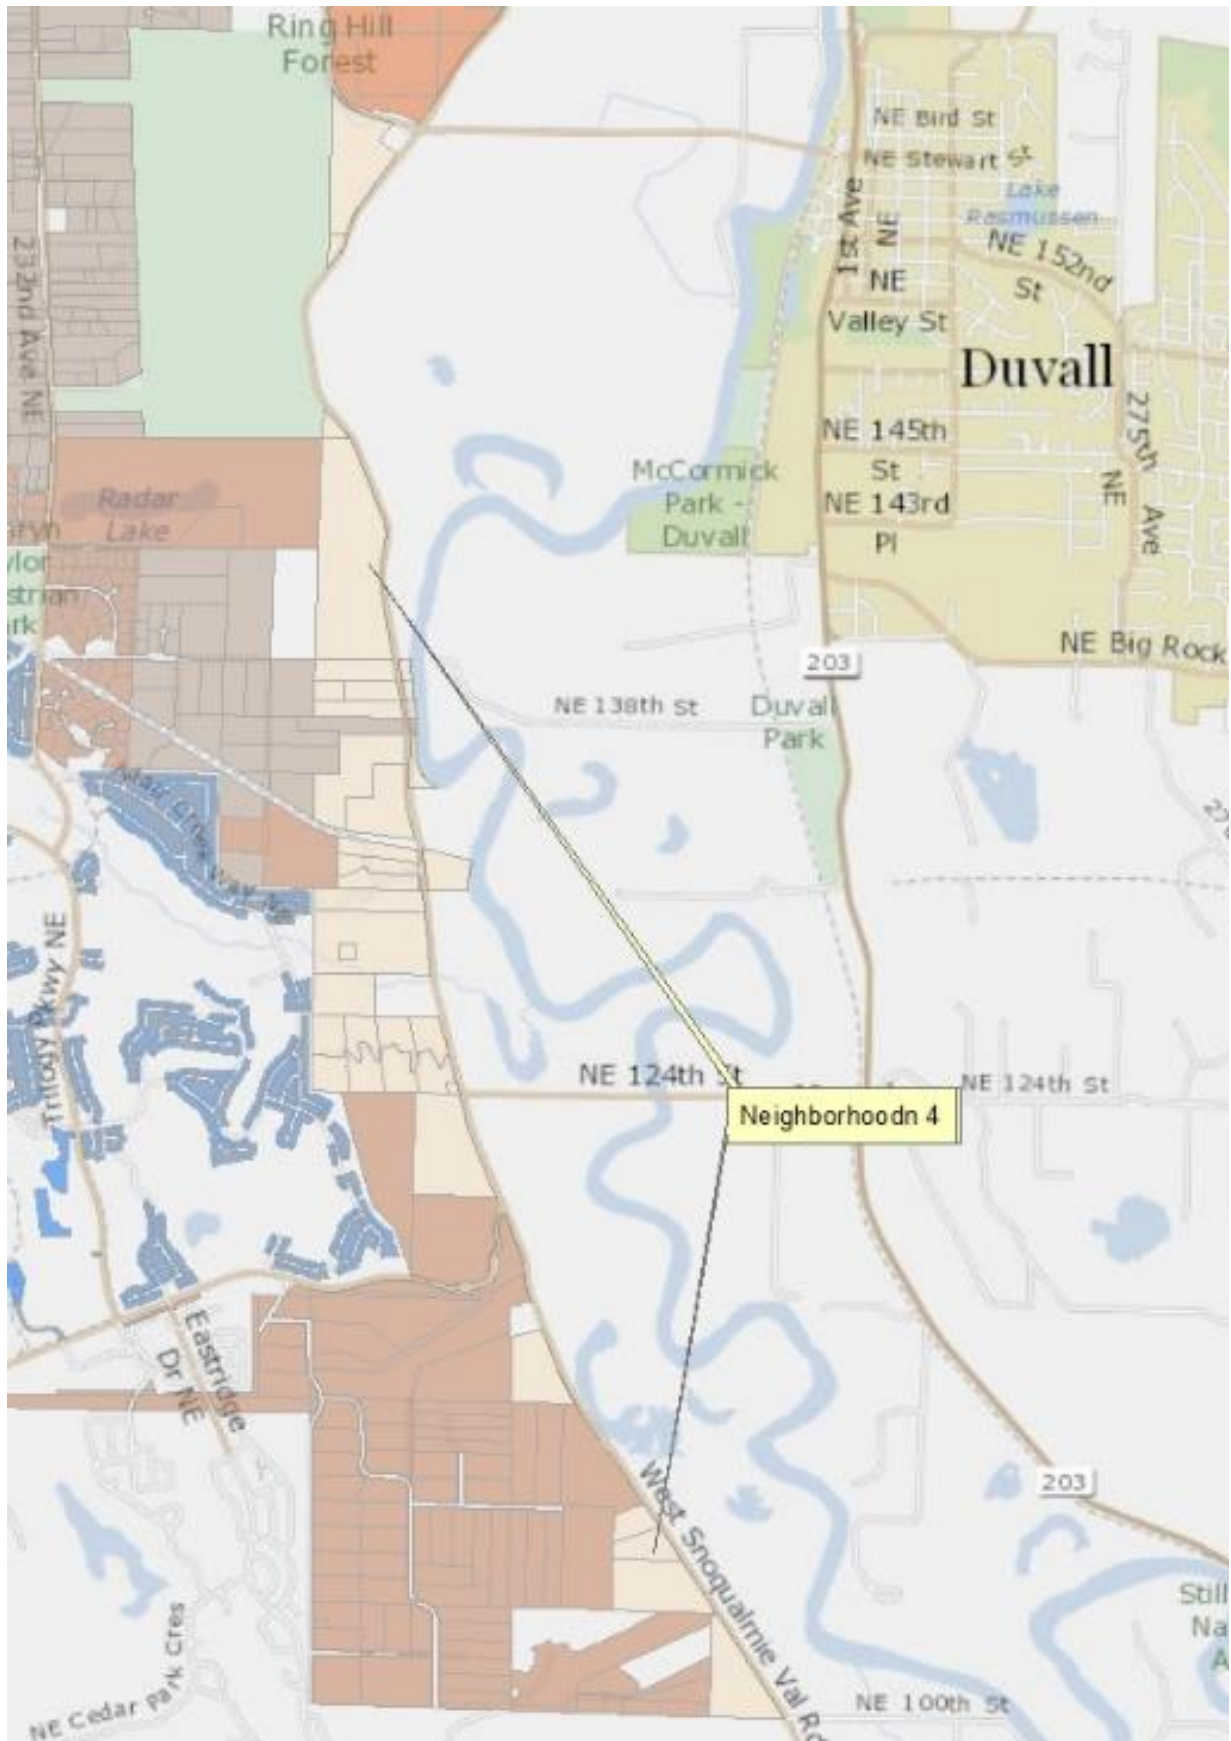 Ring Hill
Forest
NE Bird St
NE Stewart St
Lake
Rasmussen
1st Ave
NE
NE 152nd
St
NE
Valley St
232nd Ave NE
Duvall
275th
Ave
NE
NE 145th
St
McCormick
Park -
Duvall
NE 143rd
Pl
Radar
Lake
NE Big Rock
203
NE 138th St
Duvall
Park
Trilogy Pkwy NE
NE 124th St
NE 124th St
Neighborhoodn 4
Eastridge
Dr NE
West Snoqualmie Val Rd
203
Still
Na
A
NE Cedar Park Cres
NE 100th St